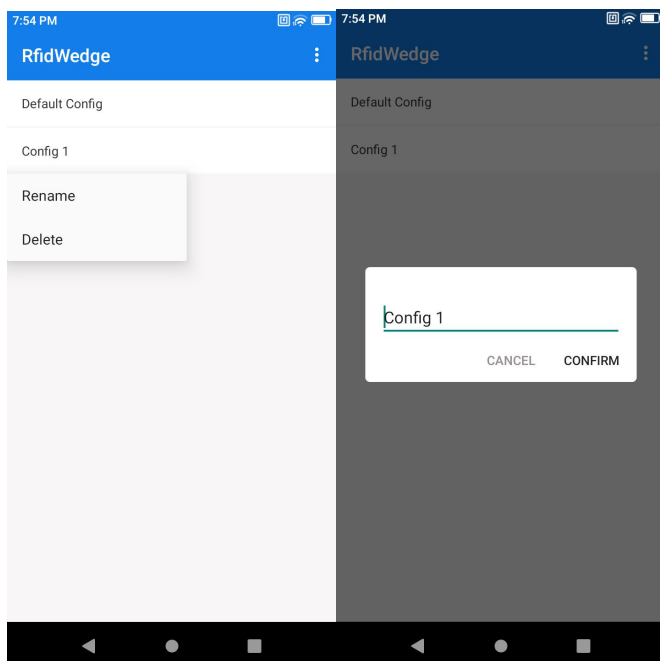 7:54 PM
RfidWedge
Default Config
Config 1
Rename
Delete
7:54 PM
RfidWedge
Default Config
Config 1
Config 1
CANCEL CONFIRM